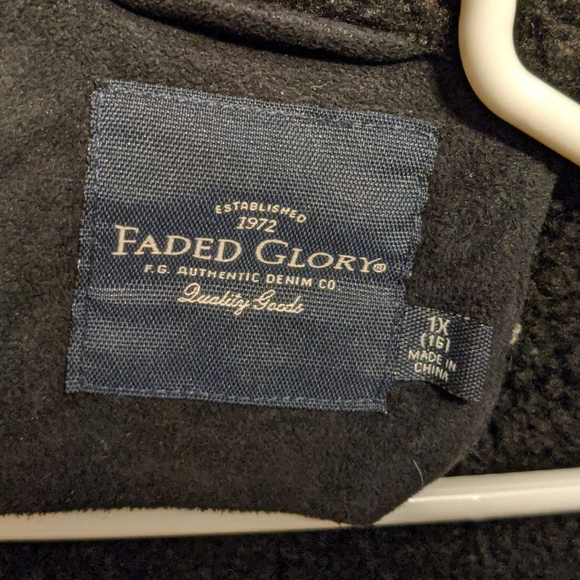 ESTABLISHED
1972
FADED GLORY®
F.G. AUTHENTIC DENIM CO
Quality Goods
1X
(16)
MADE IN
CHINA